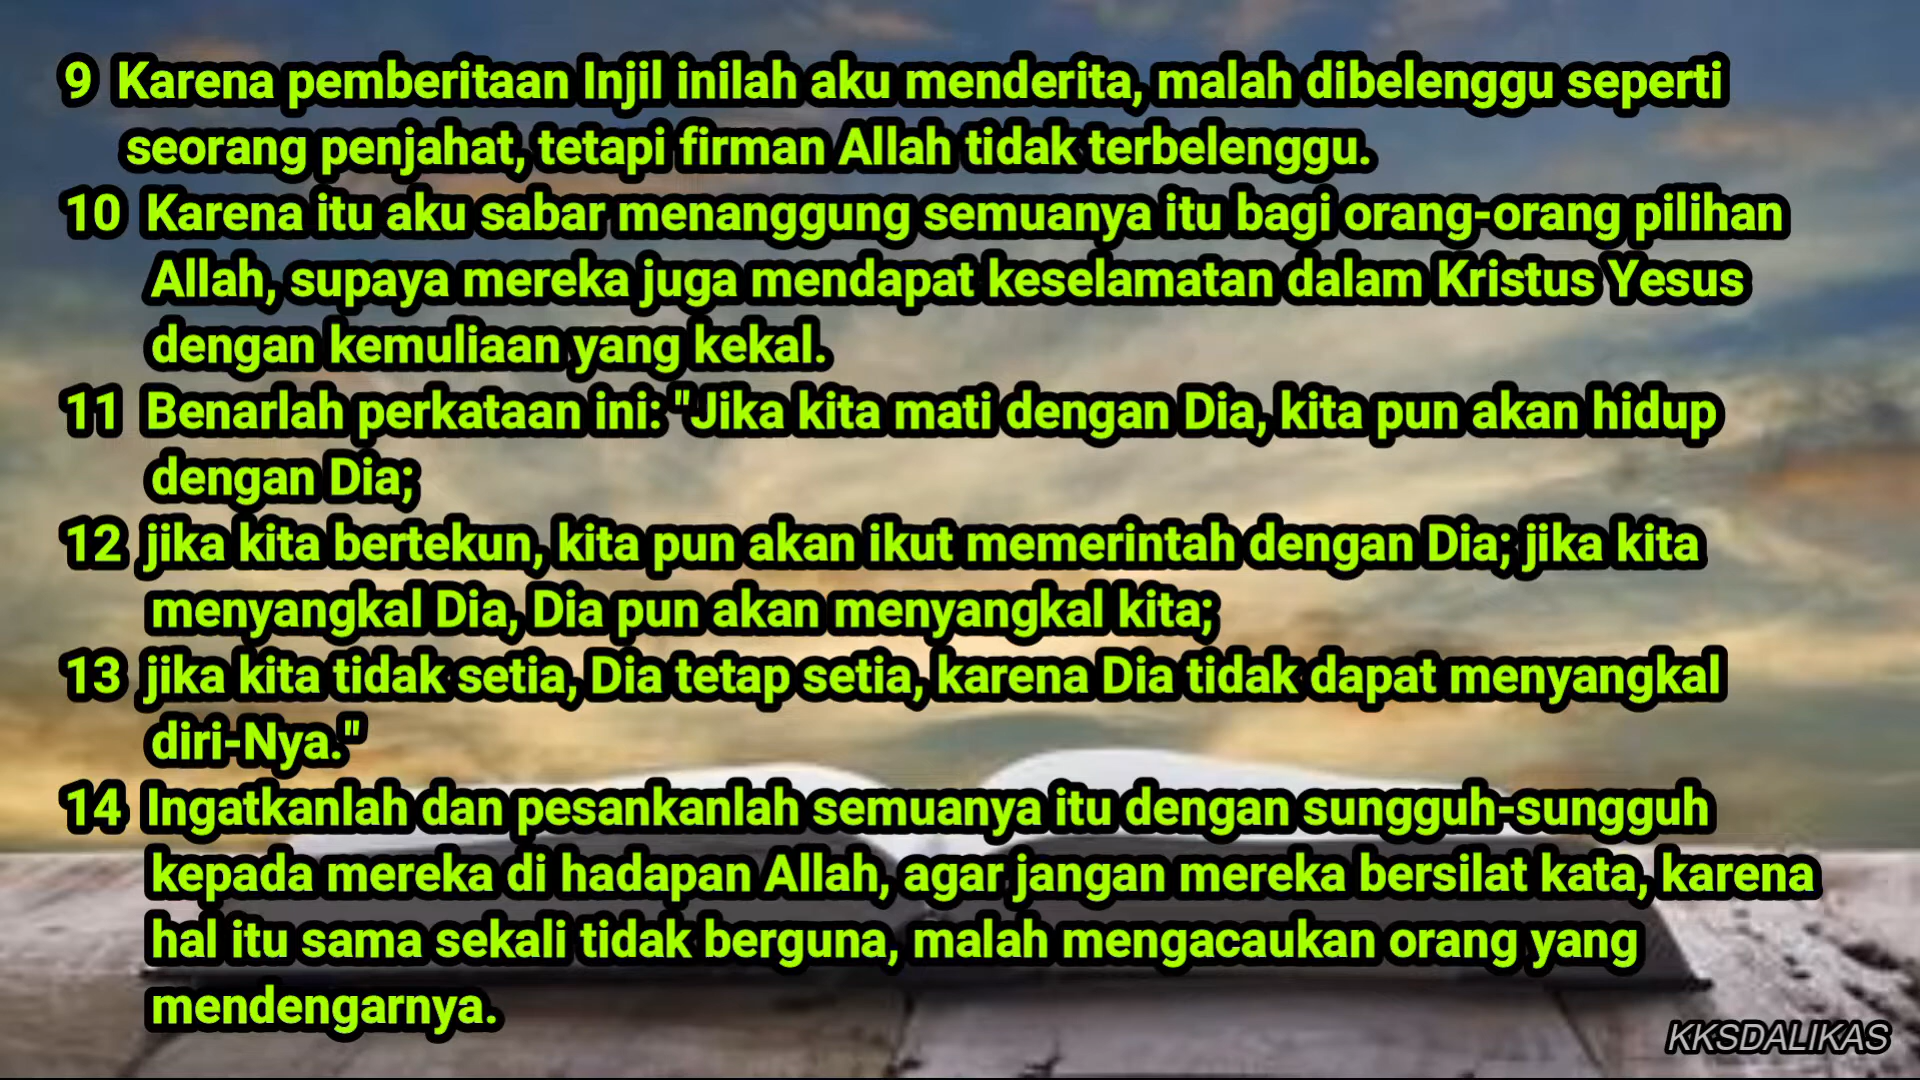 9 Karena pemberitaan Injil inilah aku menderita, malah dibelenggu seperti
seorang penjahat, tetapi firman Allah tidak terbelenggu.
10 Karena itu aku sabar menanggung semuanya itu bagi orang-orang pilihan
Allah, supaya mereka juga mendapat keselamatan dalam Kristus Yesus
dengan kemuliaan yang kekal.
11 Benarlah perkataan ini: "Jika kita mati dengan Dia, kita pun akan hidup
dengan Dia;
12 jika kita bertekun, kita pun akan ikut memerintah dengan Dia; jika kita
menyangkal Dia, Dia pun akan menyangkal kita;
13 jika kita tidak setia, Dia tetap setia, karena Dia tidak dapat menyangkal
diri-Nya."
14 Ingatkanlah dan pesankanlah semuanya itu dengan sungguh-sungguh
kepada mereka di hadapan Allah, agar jangan mereka bersilat kata, karena
hal itu sama sekali tidak berguna, malah mengacaukan orang yang
mendengarnya.
KKSDALIKAS